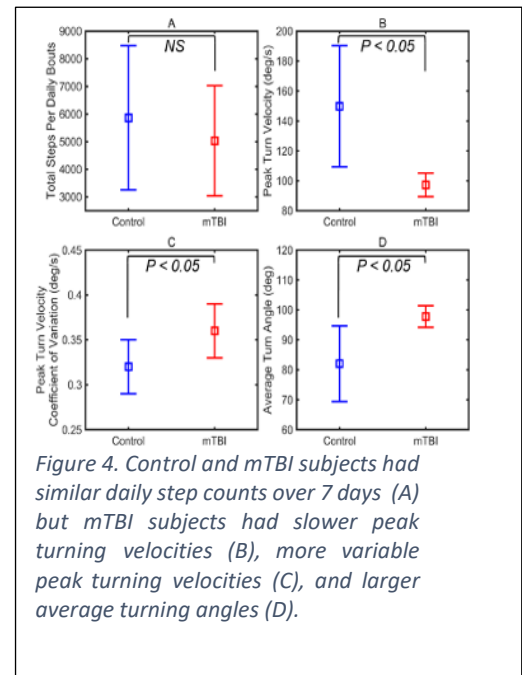 A
9000
8000
7000
6000
5000
4000
3000
Total Steps Per Daily Bouts
NS
Control
mTBI
B
200
180
160
140
120
100
80
Peak Turn Velocity (deg/s)
P < 0.05
Control
mTBI
C
0.45
0.4
0.35
0.3
0.25
Peak Turn Velocity
Coefficient of Variation (deg/s)
P < 0.05
Control
mTBI
D
120
110
100
90
80
70
60
Average Turn Angle (deg)
P < 0.05
Control
mTBI
Figure 4. Control and mTBI subjects had
similar daily step counts over 7 days (A)
but mTBI subjects had slower peak
turning velocities (B), more variable
peak turning velocities (C), and larger
average turning angles (D).